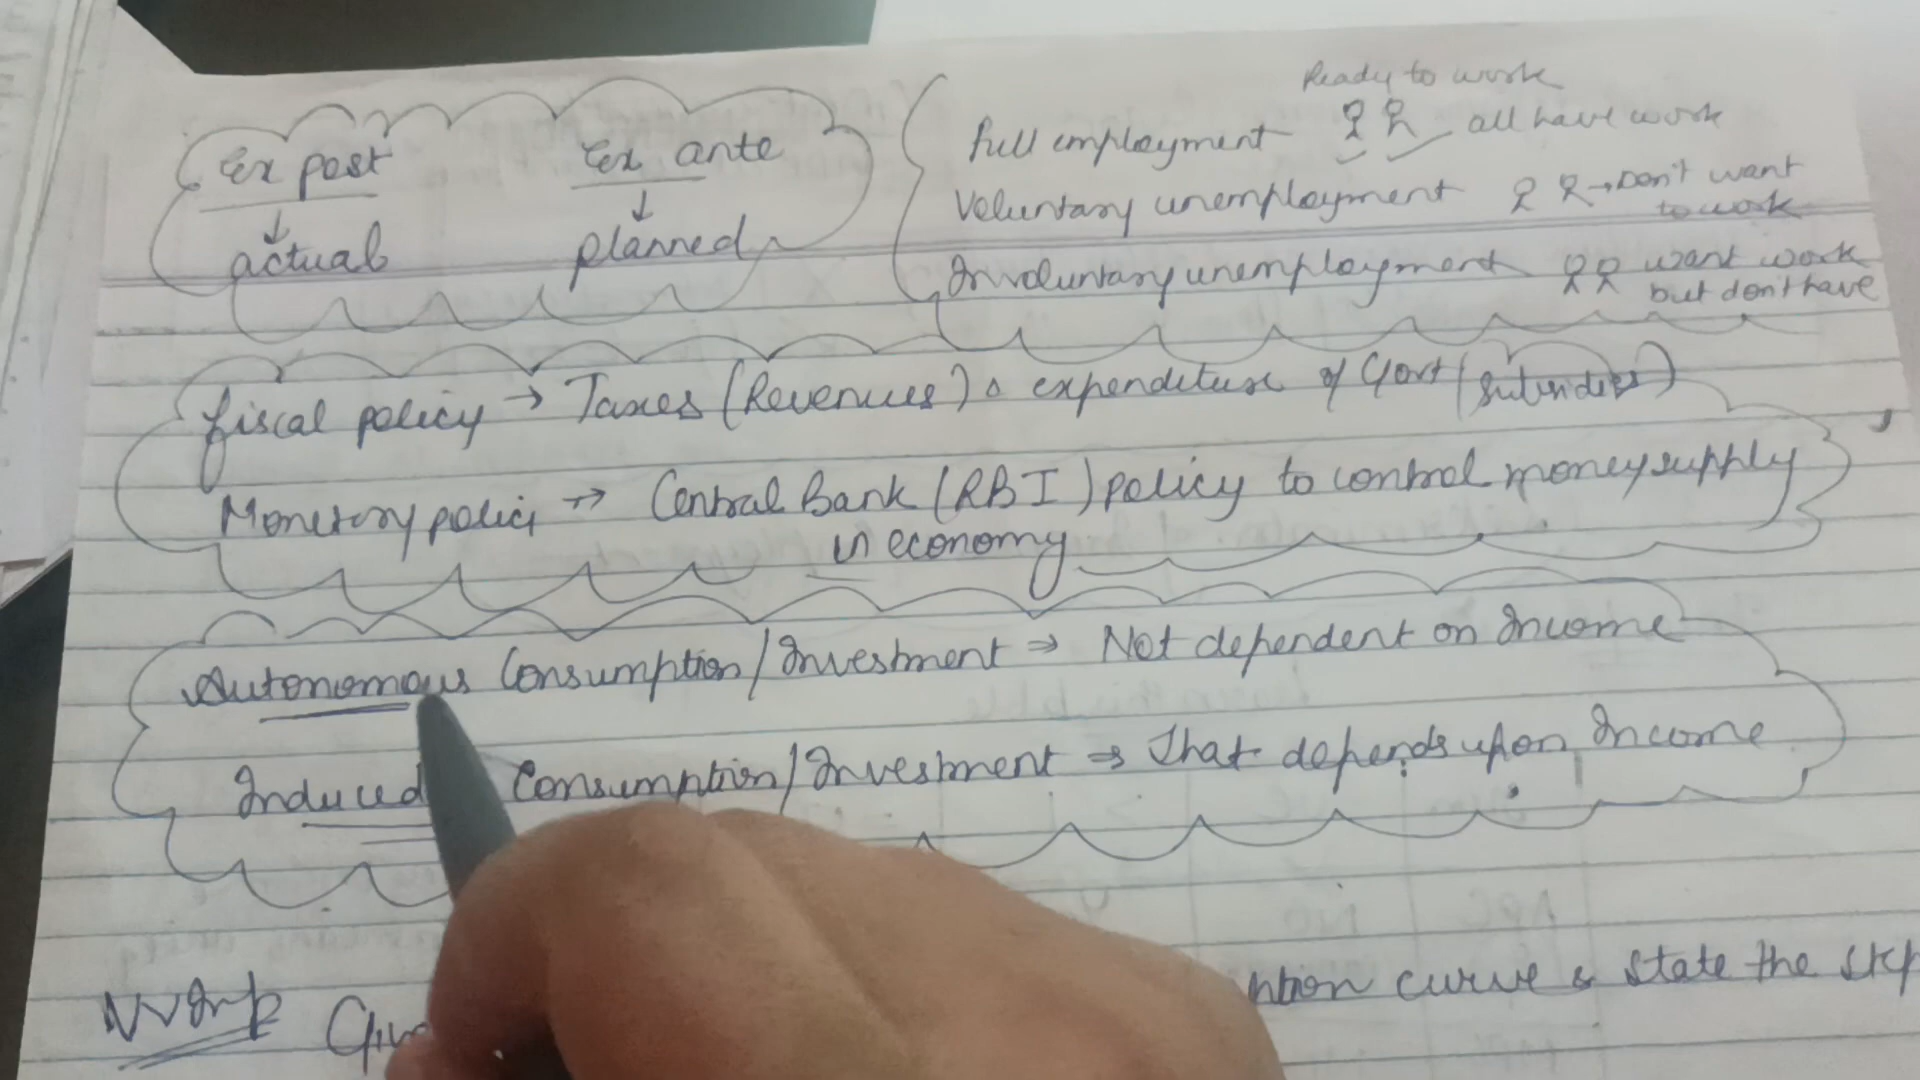 Ex post Ex ante
↓ ↓
actual planned
Ready to work
full employment all have work
Voluntary unemployment → Don't want
to work
Involuntary unemployment want work
but don't have
fiscal policy → Taxes (Revenues) & expenditure of Govt (Subsidies)
Monetory policy → Central Bank (RBI) policy to control money supply
in economy
Autonomous Consumption/Investment ⇒ Not dependent on Income
Induced Consumption/Investment ⇒ That depends upon Income
curve & state the